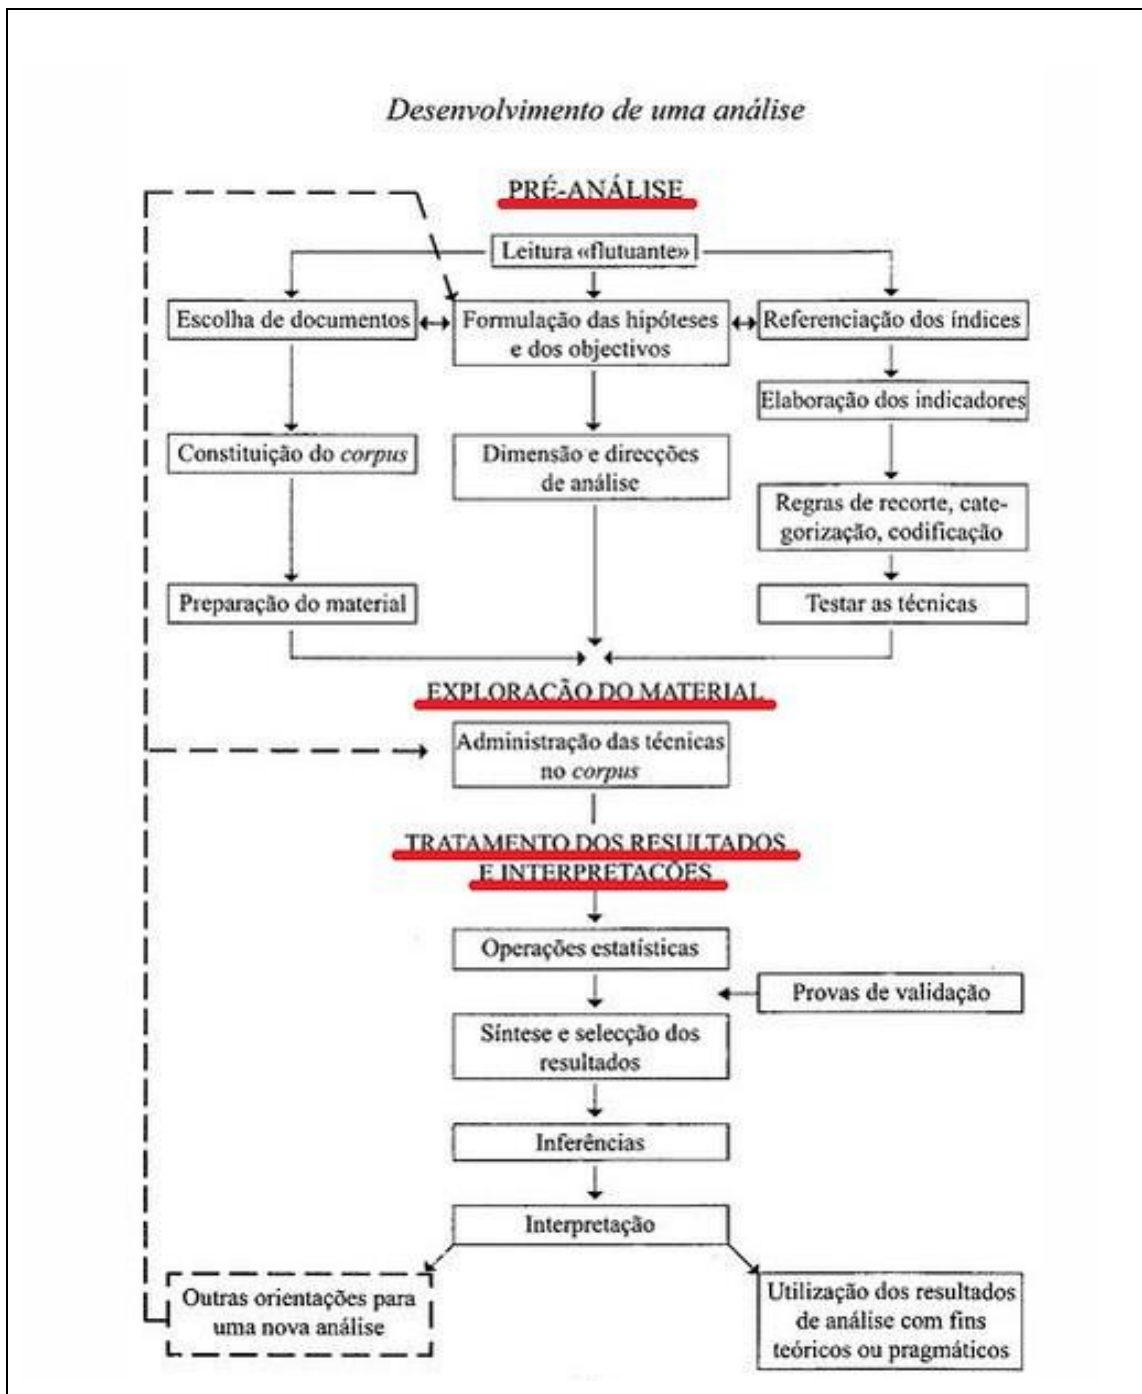 Desenvolvimento de uma análise
PRÉ-ANÁLISE
Leitura «flutuante»
Escolha de documentos
Formulação das hipóteses
e dos objectivos
Referenciação dos índices
Elaboração dos indicadores
Constituição do corpus
Dimensão e direcções
de análise
Regras de recorte, cate-
gorização, codificação
Preparação do material
Testar as técnicas
EXPLORAÇÃO DO MATERIAL
Administração das técnicas
no corpus
TRATAMENTO DOS RESULTADOS
E INTERPRETAÇÕES
Operações estatísticas
Provas de validação
Síntese e selecção dos
resultados
Inferências
Interpretação
Outras orientações para
uma nova análise
Utilização dos resultados
de análise com fins
teóricos ou pragmáticos